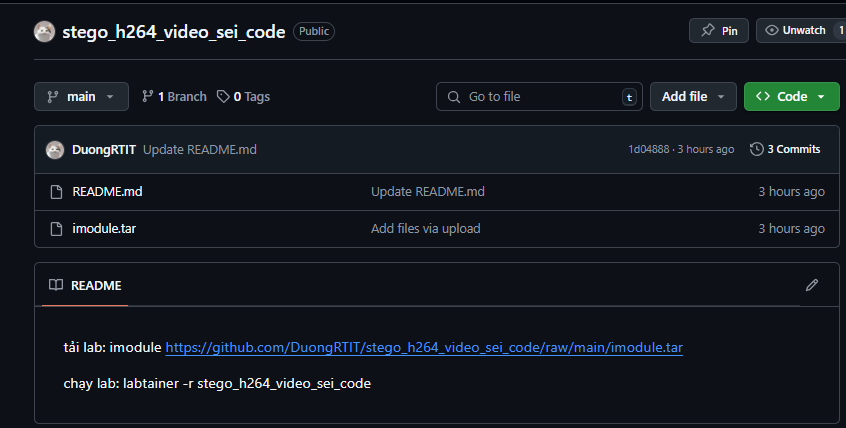 stego_h264_video_sei_code Public Pin Unwatch 1
main 1 Branch 0 Tags Go to file t Add file Code
DuongRTIT Update README.md 1d04888 · 3 hours ago 3 Commits
README.md Update README.md 3 hours ago
imodule.tar Add files via upload 3 hours ago
README
tải lab: imodule https://github.com/DuongRTIT/stego_h264_video_sei_code/raw/main/imodule.tar
chạy lab: labtainer -r stego_h264_video_sei_code